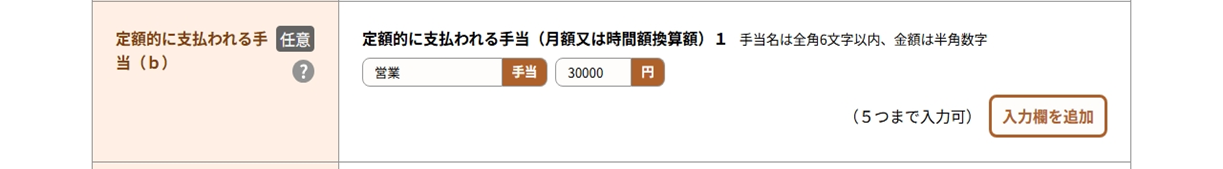 定額的に支払われる手
当（ｂ）
任意
?
定額的に支払われる手当（月額又は時間額換算額）１ 手当名は全角6文字以内、金額は半角数字
営業 手当 30000 円
（５つまで入力可） 入力欄を追加